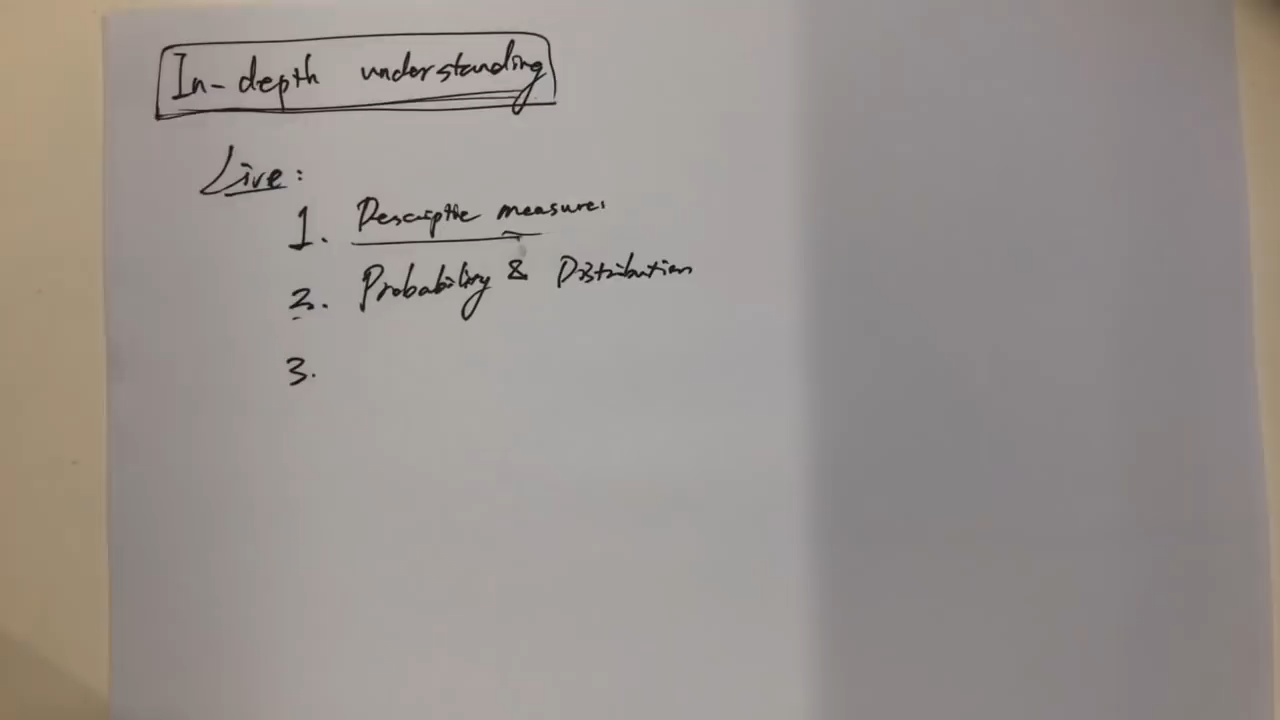 In-depth understanding
Live:
1. Descriptive measures
2. Probability & Distribution
3.